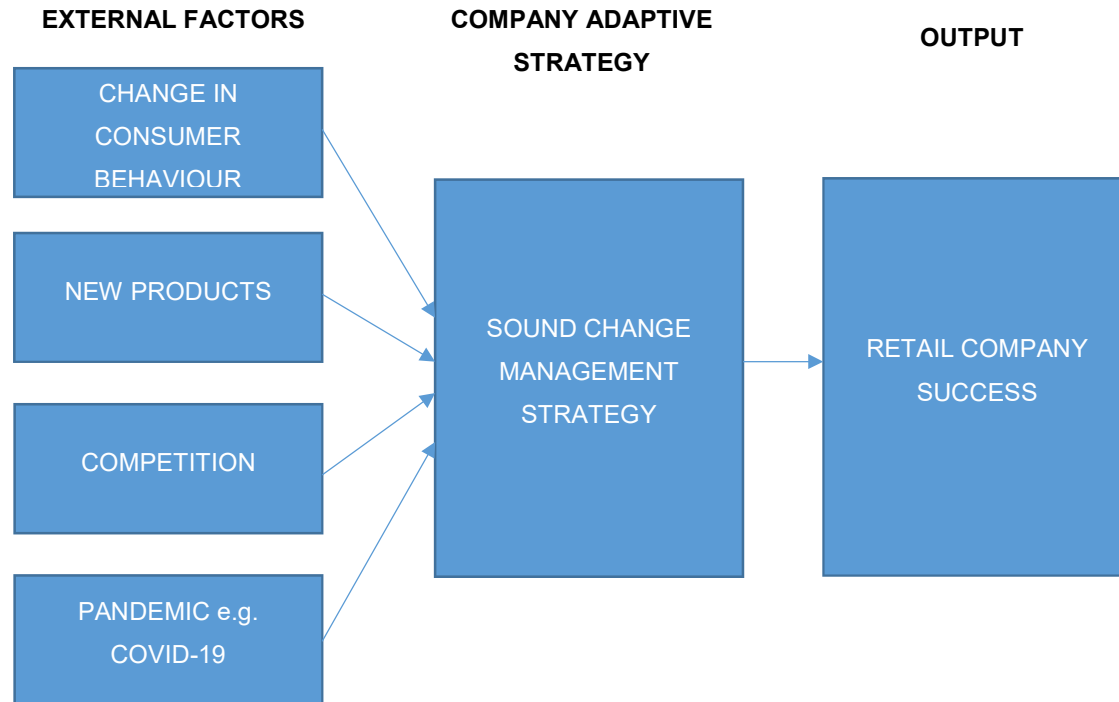 EXTERNAL FACTORS
COMPANY ADAPTIVE
STRATEGY
OUTPUT
CHANGE IN
CONSUMER
BEHAVIOUR
NEW PRODUCTS
COMPETITION
PANDEMIC e.g.
COVID-19
SOUND CHANGE
MANAGEMENT
STRATEGY
RETAIL COMPANY
SUCCESS